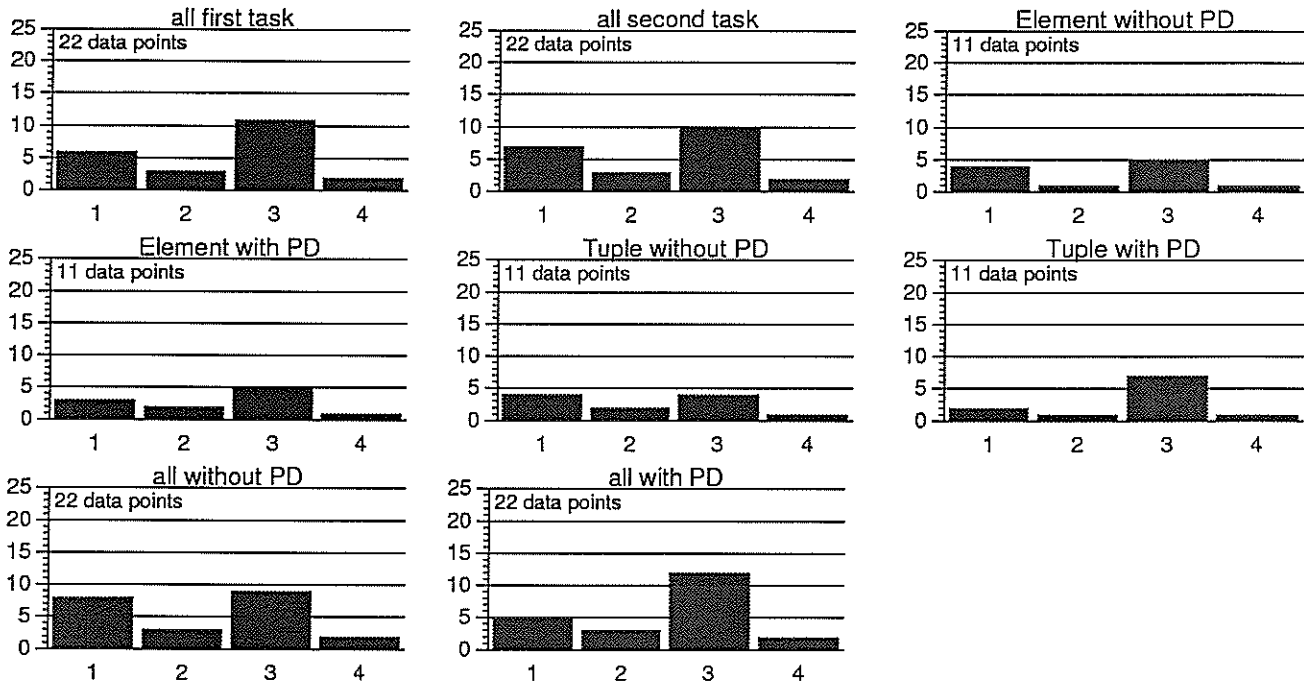 all first task
22 data points
25
20
15
10
5
0
1 2 3 4
all second task
22 data points
25
20
15
10
5
0
1 2 3 4
Element without PD
11 data points
25
20
15
10
5
0
1 2 3 4
Element with PD
11 data points
25
20
15
10
5
0
1 2 3 4
Tuple without PD
11 data points
25
20
15
10
5
0
1 2 3 4
Tuple with PD
11 data points
25
20
15
10
5
0
1 2 3 4
all without PD
22 data points
25
20
15
10
5
0
1 2 3 4
all with PD
22 data points
25
20
15
10
5
0
1 2 3 4